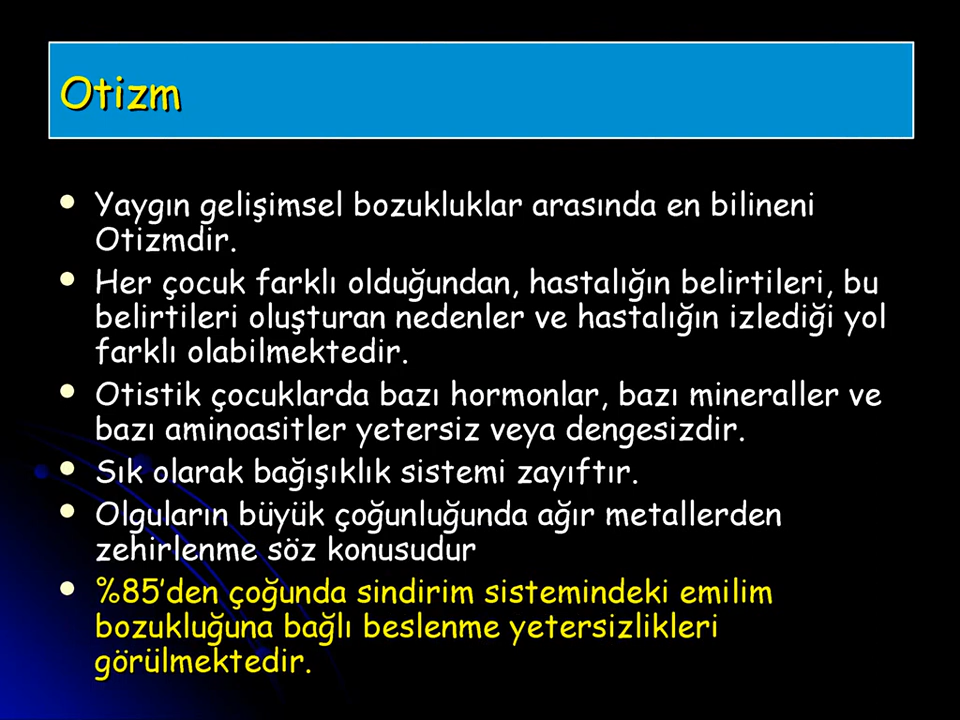 Otizm
Yaygın gelişimsel bozukluklar arasında en bilineni
Otizmdir.
Her çocuk farklı olduğundan, hastalığın belirtileri, bu
belirtileri oluşturan nedenler ve hastalığın izlediği yol
farklı olabilmektedir.
Otistik çocuklarda bazı hormonlar, bazı mineraller ve
bazı aminoasitler yetersiz veya dengesizdir.
Sık olarak bağışıklık sistemi zayıftır.
Olguların büyük çoğunluğunda ağır metallerden
zehirlenme söz konusudur
%85’den çoğunda sindirim sistemindeki emilim
bozukluğuna bağlı beslenme yetersizlikleri
görülmektedir.